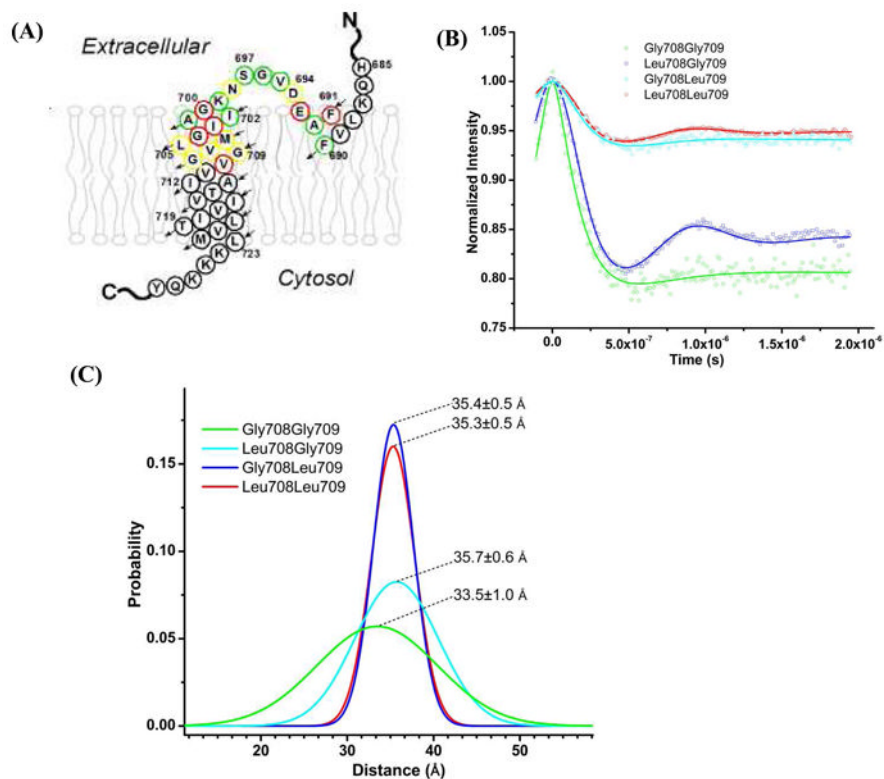 (A)
Extracellular
N
697
S G V
694
N
D
H
685
Q
K
L
V
F
691
E
A
F
690
K
700
G
A
I
702
I
G
M
L
705
V
G
709
G
V
V
712
I
A
V
T
I
V
719
T
I
L
M
V
L
723
K
K
K
Q
Y
C
Cytosol
(B)
Gly708Gly709
Leu708Gly709
Gly708Leu709
Leu708Leu709
Normalized Intensity
1.00
0.95
0.90
0.85
0.80
0.75
0.0 5.0x10-7 1.0x10-6 1.5x10-6 2.0x10-6
Time (s)
(C)
Gly708Gly709
Leu708Gly709
Gly708Leu709
Leu708Leu709
35.4±0.5 Å
35.3±0.5 Å
35.7±0.6 Å
33.5±1.0 Å
Probability
0.15
0.10
0.05
0.00
20 30 40 50
Distance (Å)